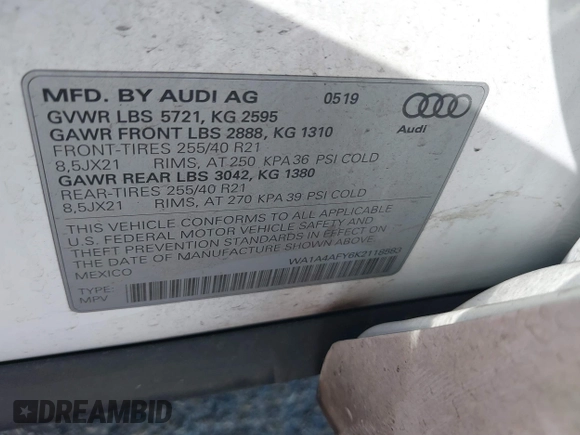 MFD. BY AUDI AG 0519
GVWR LBS 5721, KG 2595
GAWR FRONT LBS 2888, KG 1310
FRONT-TIRES 255/40 R21
8,5JX21 RIMS, AT 250 KPA 36 PSI COLD
GAWR REAR LBS 3042, KG 1380
REAR-TIRES 255/40 R21
8,5JX21 RIMS, AT 270 KPA 39 PSI COLD
Audi
THIS VEHICLE CONFORMS TO ALL APPLICABLE
U.S. FEDERAL MOTOR VEHICLE SAFETY AND
THEFT PREVENTION STANDARDS IN EFFECT
ON THE DATE OF MANUFACTURE SHOWN ABOVE.
MEXICO
TYPE:
MPV
DREAMBID